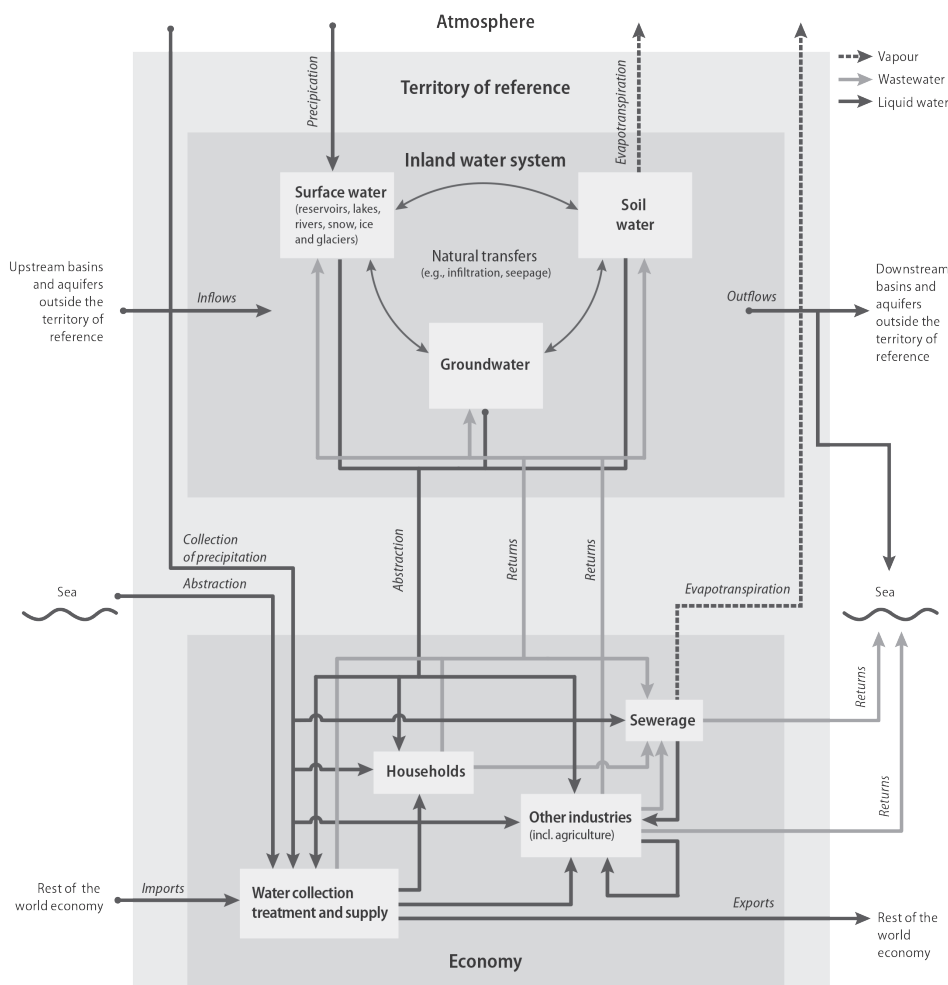 Atmosphere
Vapour
Wastewater
Liquid water
Territory of reference
Precipication
Evapotranspiration
Inland water system
Surface water
(reservoirs, lakes,
rivers, snow, ice
and glaciers)
Soil
water
Natural transfers
(e.g., infiltration, seepage)
Upstream basins
and aquifers
outside the
territory of
reference
Inflows
Outflows
Downstream
basins and
aquifers
outside the
territory of
reference
Groundwater
Collection
of precipitation
Abstraction
Returns
Returns
Sea
Abstraction
Evapotranspiration
Sea
Returns
Sewerage
Households
Returns
Other industries
(incl. agriculture)
Rest of the
world economy
Imports
Water collection
treatment and supply
Exports
Rest of the
world
economy
Economy